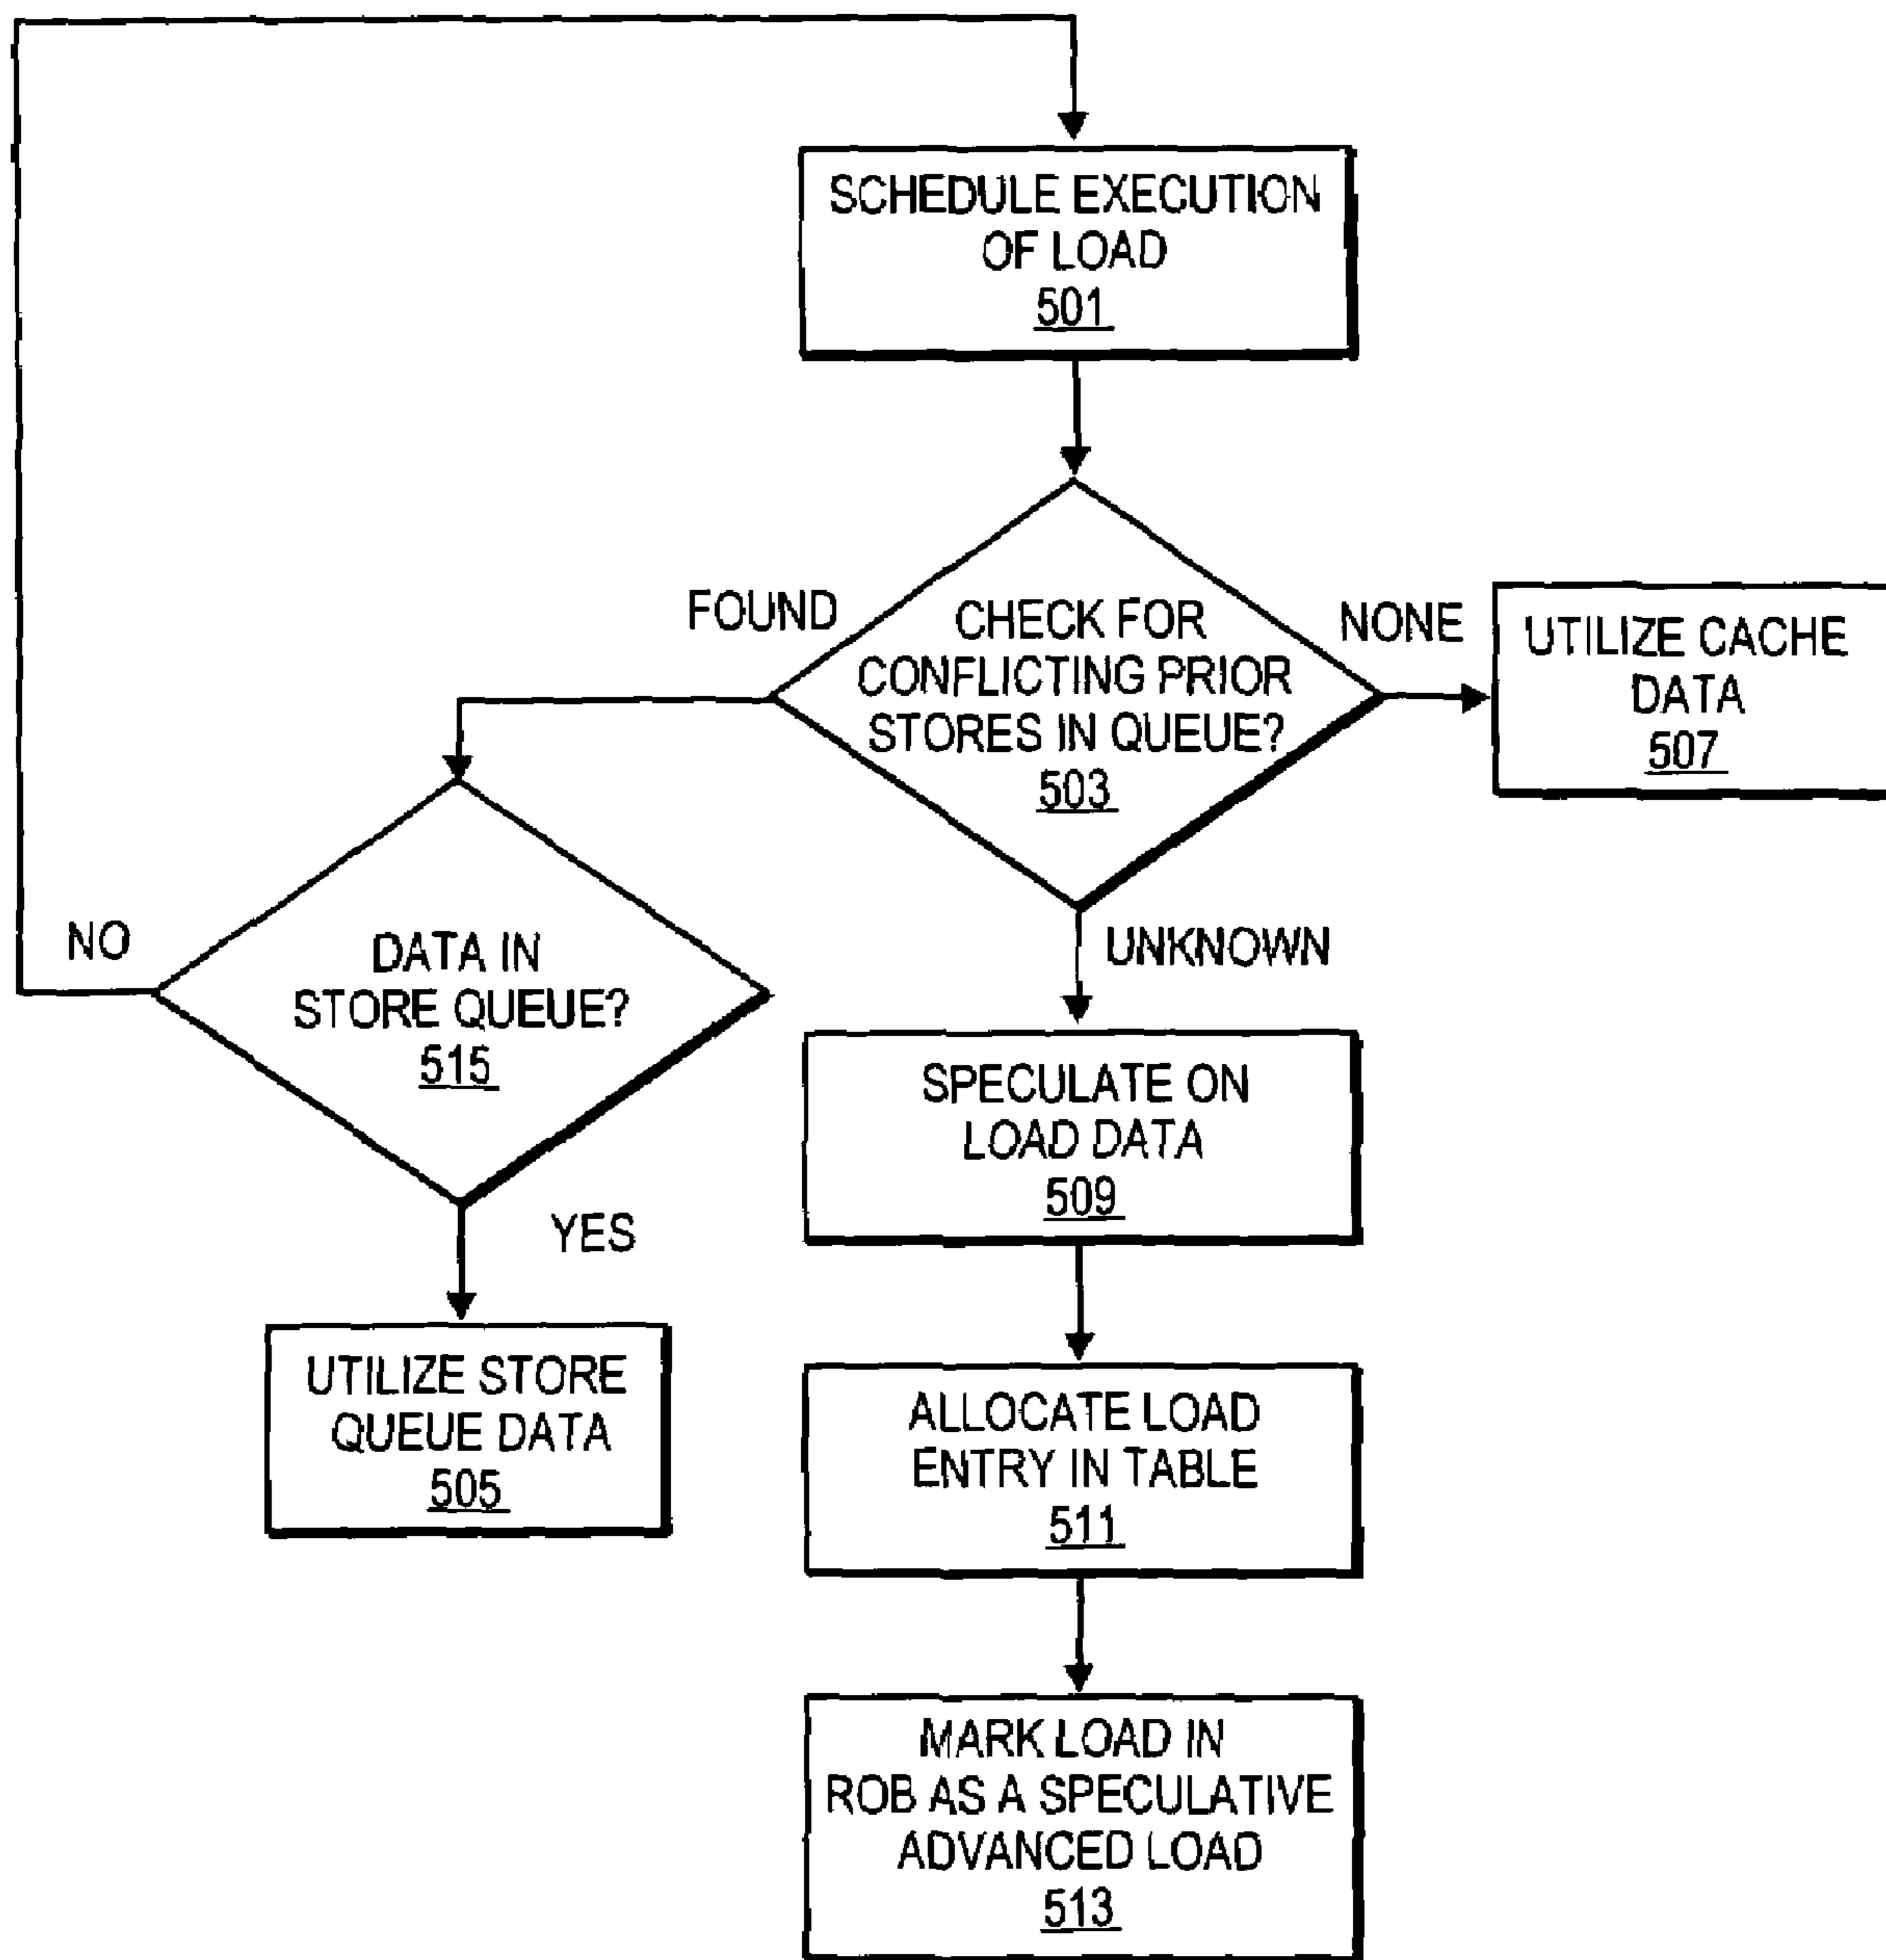 SCHEDULE EXECUTION
OF LOAD
501
FOUND
CHECK FOR
CONFLICTING PRIOR
STORES IN QUEUE?
503
NONE
UTILIZE CACHE
DATA
507
NO
DATA IN
STORE QUEUE?
515
UNKNOWN
SPECULATE ON
LOAD DATA
509
YES
UTILIZE STORE
QUEUE DATA
505
ALLOCATE LOAD
ENTRY IN TABLE
511
MARK LOAD IN
ROB AS A SPECULATIVE
ADVANCED LOAD
513